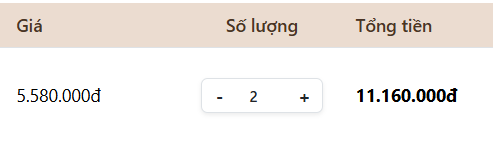 Giá Số lượng Tổng tiền
5.580.000đ - 2 + 11.160.000đ